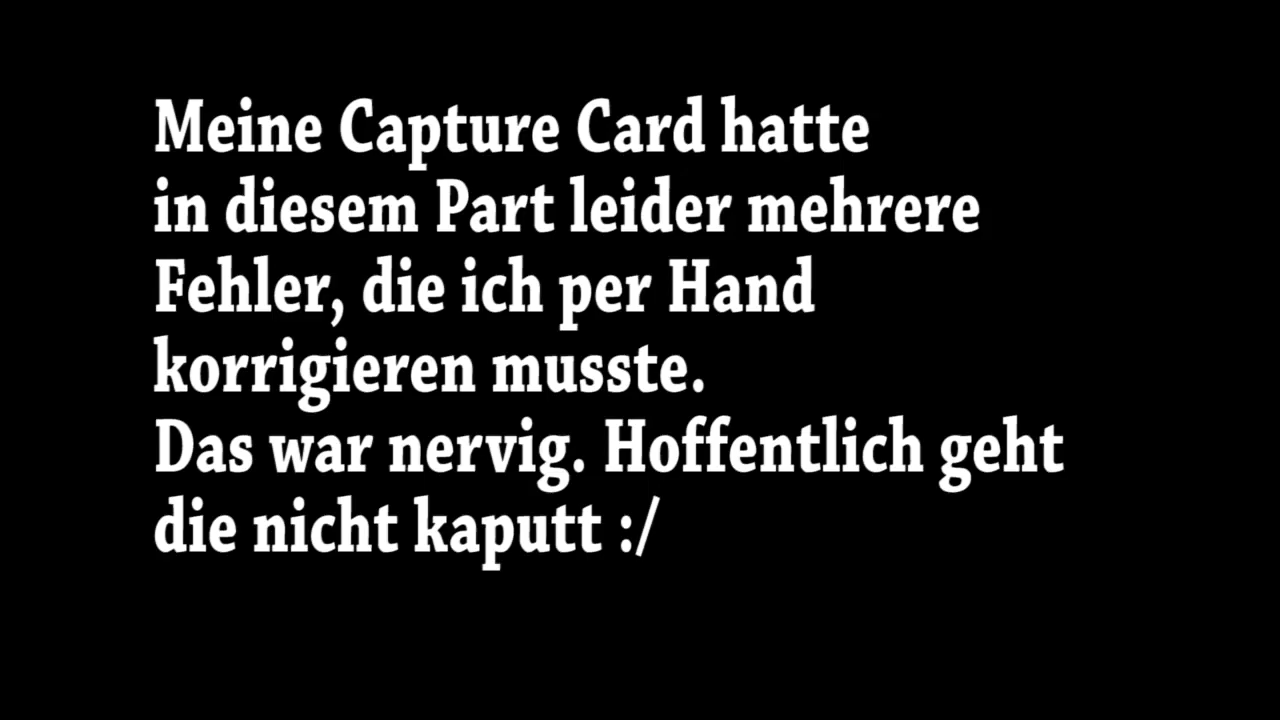 Meine Capture Card hatte
in diesem Part leider mehrere
Fehler, die ich per Hand
korrigieren musste.
Das war nervig. Hoffentlich geht
die nicht kaputt :/